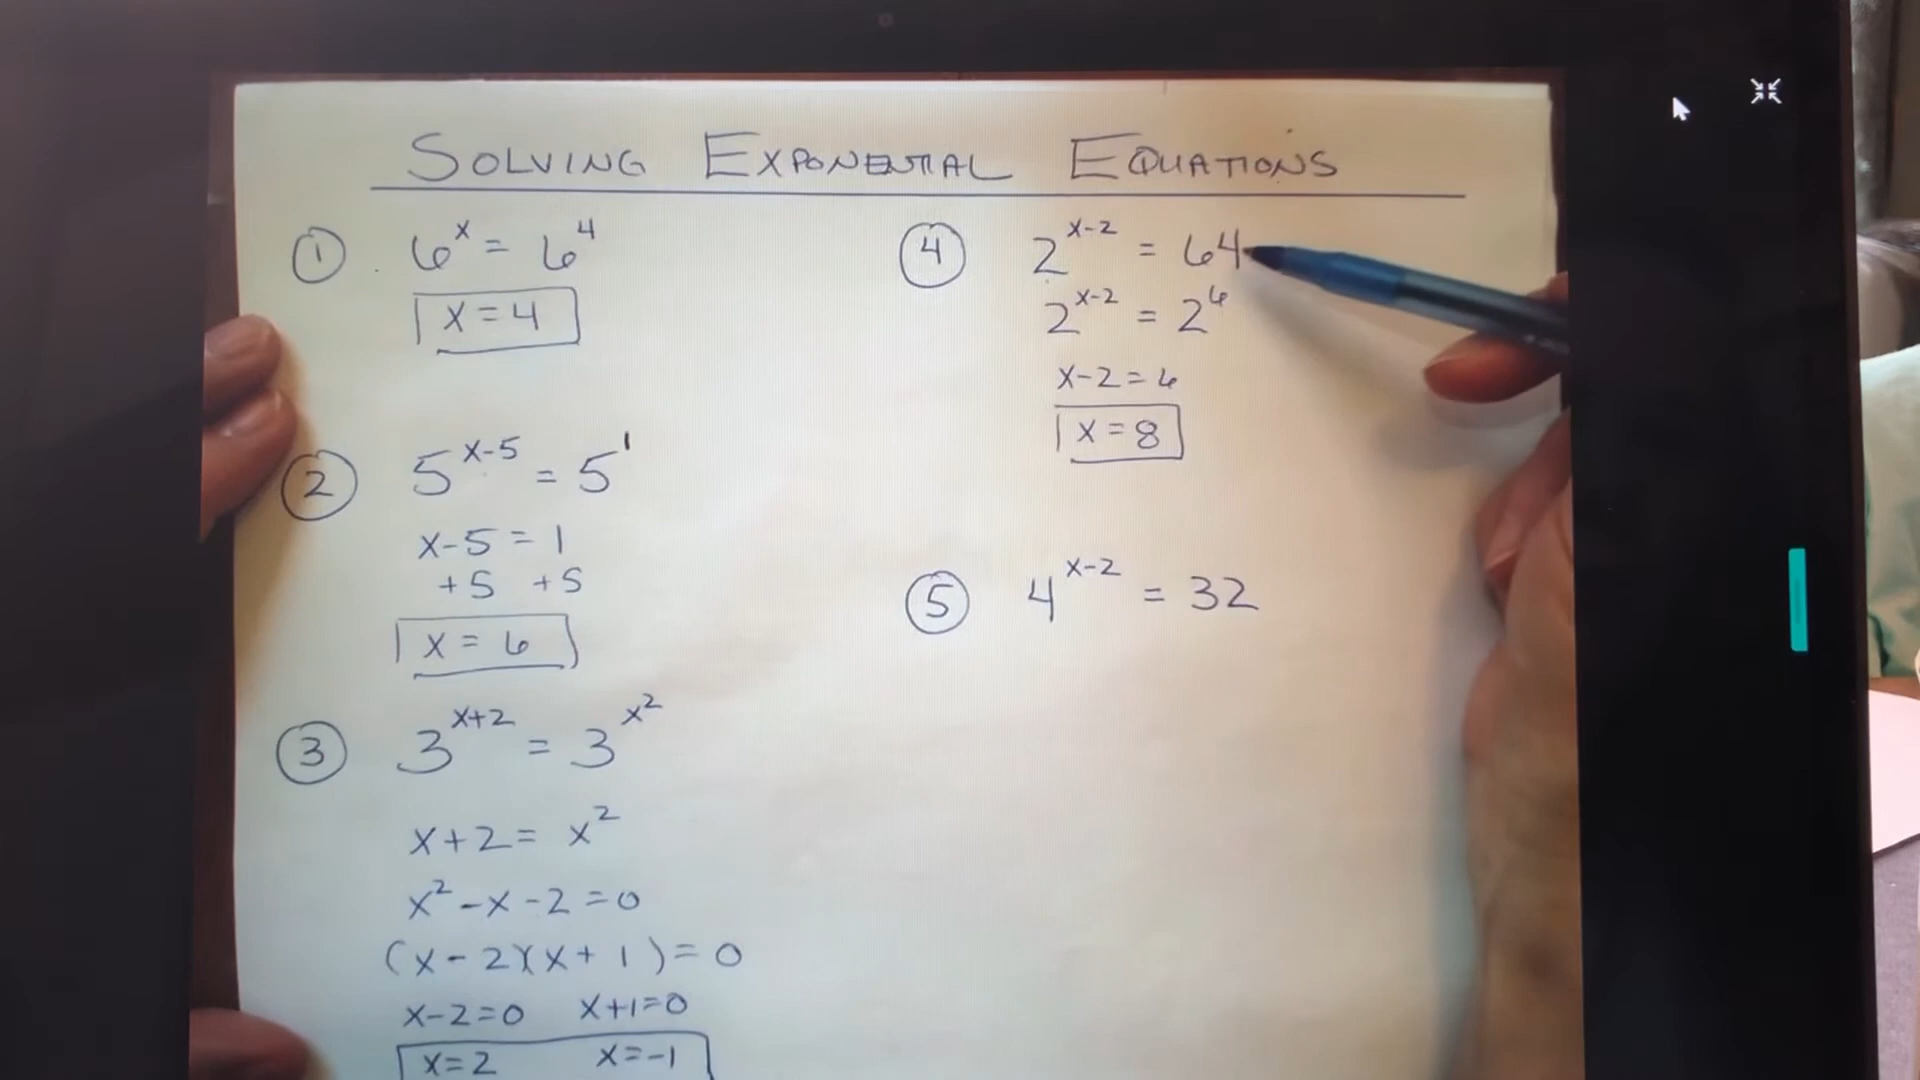 SOLVING EXPONENTIAL EQUATIONS
① 6^x = 6^4
x = 4
② 5^(x-5) = 5^1
x-5 = 1
+5 +5
x = 6
③ 3^(x+2) = 3^(x^2)
x+2 = x^2
x^2 - x - 2 = 0
(x - 2)(x + 1) = 0
x-2=0 x+1=0
x=2 x=-1
④ 2^(x-2) = 64
2^(x-2) = 2^6
x-2 = 6
x = 8
⑤ 4^(x-2) = 32